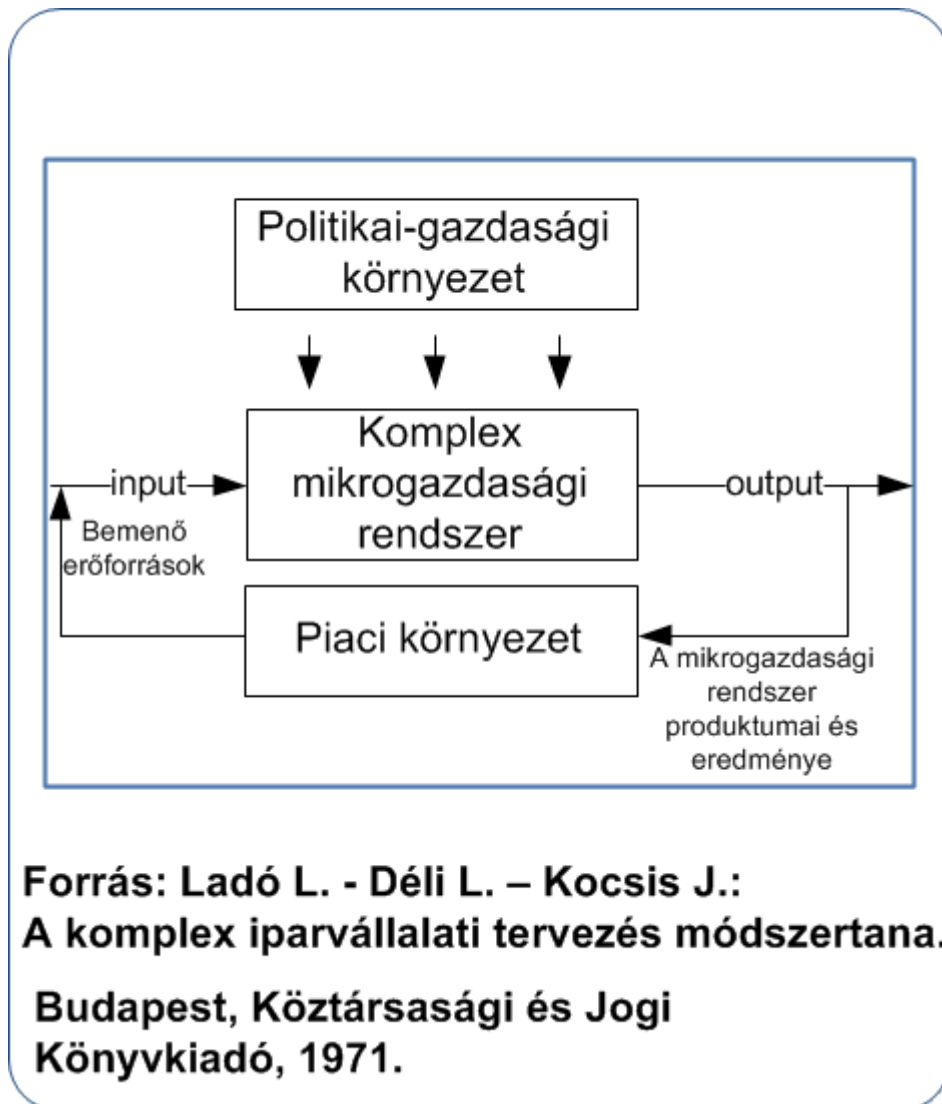 Politikai-gazdasági
környezet
Komplex
mikrogazdasági
rendszer
input
output
Bemenő
erőforrások
Piaci környezet
A mikrogazdasági
rendszer
produktumai és
eredménye
Forrás: Ladó L. - Déli L. – Kocsis J.:
A komplex iparvállalati tervezés módszertana.
Budapest, Köztársasági és Jogi
Könyvkiadó, 1971.